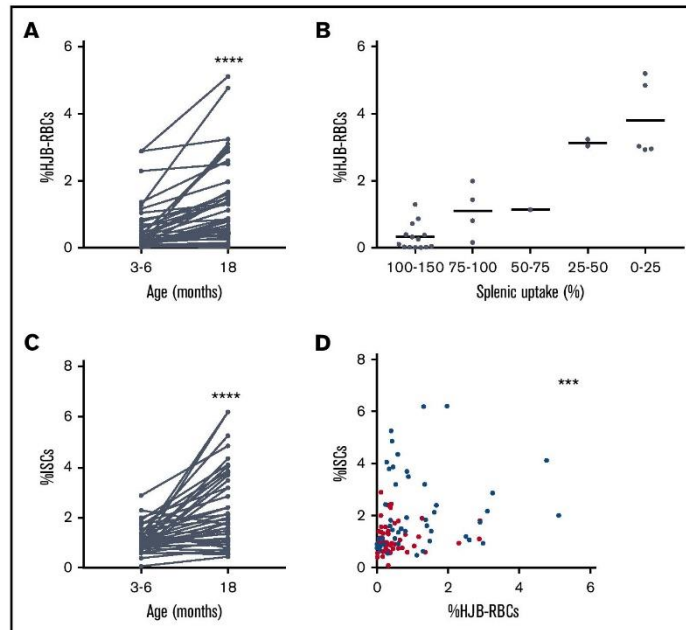 A
%HJB-RBCs
6
4
2
0
****
3-6
18
Age (months)
B
%HJB-RBCs
6
4
2
0
100-150 75-100 50-75 25-50 0-25
Splenic uptake (%)
C
%ISCs
8
6
4
2
0
****
3-6
18
Age (months)
D
%ISCs
8
6
4
2
0
***
0 2 4 6
%HJB-RBCs